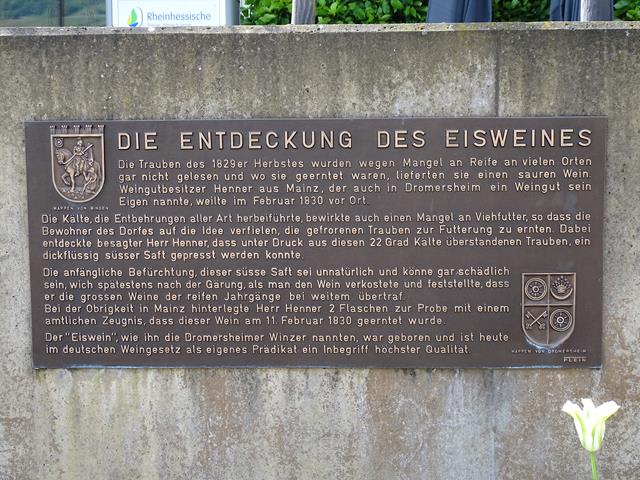 Rheinhessische
DIE ENTDECKUNG DES EISWEINES
Die Trauben des 1829er Herbstes wurden wegen Mangel an Reife an vielen Orten
gar nicht gelesen und wo sie geerntet waren, lieferten sie einen sauren Wein.
Weingutbesitzer Henner aus Mainz, der auch in Dromersheim ein Weingut sein
Eigen nannte, weilte im Februar 1830 vor Ort.
WAPPEN VON BINGEN
Die Kälte, die Entbehrungen aller Art herbeiführte, bewirkte auch einen Mangel an Viehfutter, so dass die
Bewohner des Dorfes auf die Idee verfielen, die gefrorenen Trauben zur Futterung zu ernten. Dabei
entdeckte besagter Herr Henner, dass unter Druck aus diesen 22 Grad Kälte überstandenen Trauben, ein
dickflüssig süsser Saft gepresst werden konnte.
Die anfängliche Befürchtung, dieser süsse Saft sei unnatürlich und könne gar schädlich
sein, wich spätestens nach der Gärung, als man den Wein verkostete und feststellte, dass
er die grossen Weine der reifen Jahrgänge bei weitem übertraf.
Bei der Obrigkeit in Mainz hinterlegte Herr Henner 2 Flaschen zur Probe mit einem
amtlichen Zeugnis, dass dieser Wein am 11. Februar 1830 geerntet wurde.
Der "Eiswein", wie ihn die Dromersheimer Winzer nannten, war geboren und ist heute
im deutschen Weingesetz als eigenes Prädikat ein Inbegriff höchster Qualität.
WAPPEN VON DROMERSHEIM
PLEIN